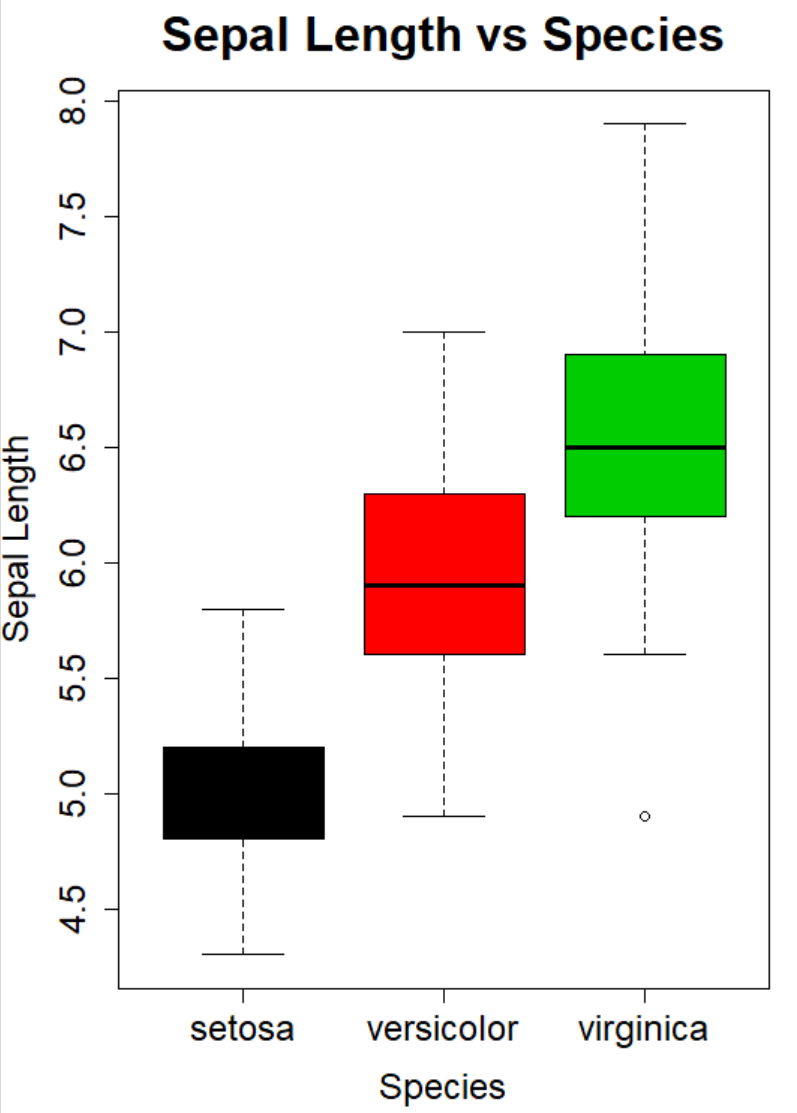 Sepal Length vs Species
8.0
7.5
7.0
6.5
6.0
5.5
5.0
4.5
Sepal Length
setosa versicolor virginica
Species